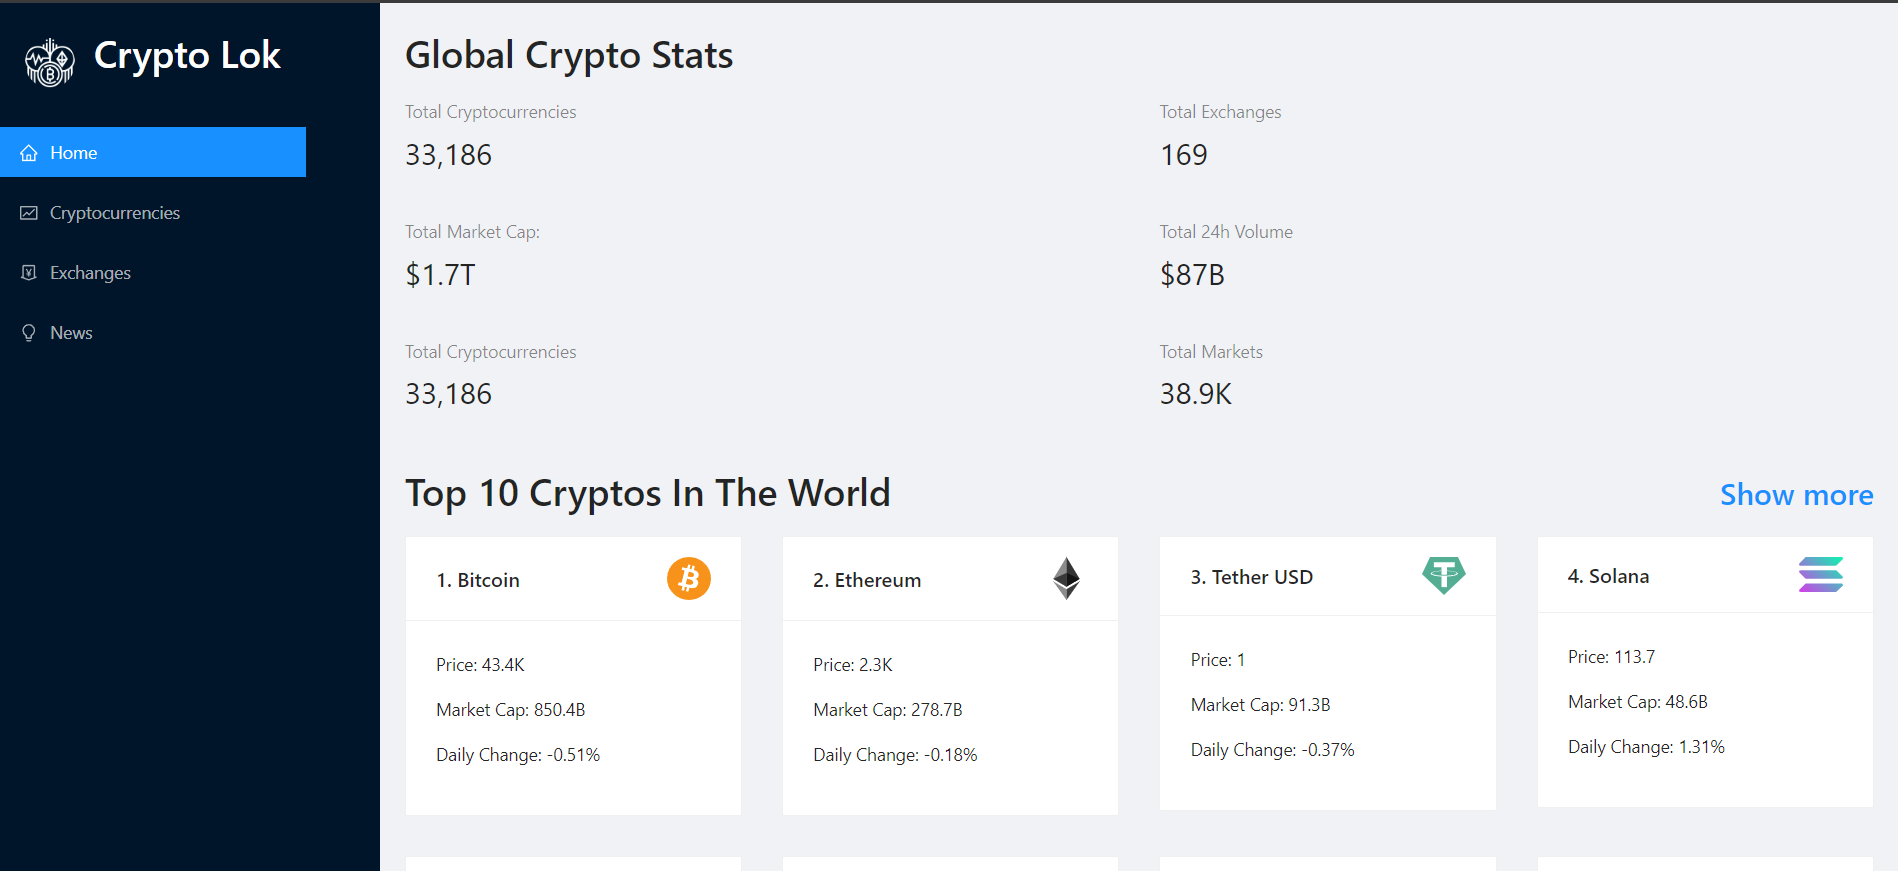 Crypto Lok
Home
Cryptocurrencies
Exchanges
News
Global Crypto Stats
Total Cryptocurrencies
33,186
Total Exchanges
169
Total Market Cap:
$1.7T
Total 24h Volume
$87B
Total Cryptocurrencies
33,186
Total Markets
38.9K
Top 10 Cryptos In The World
Show more
1. Bitcoin
Price: 43.4K
Market Cap: 850.4B
Daily Change: -0.51%
2. Ethereum
Price: 2.3K
Market Cap: 278.7B
Daily Change: -0.18%
3. Tether USD
Price: 1
Market Cap: 91.3B
Daily Change: -0.37%
4. Solana
Price: 113.7
Market Cap: 48.6B
Daily Change: 1.31%